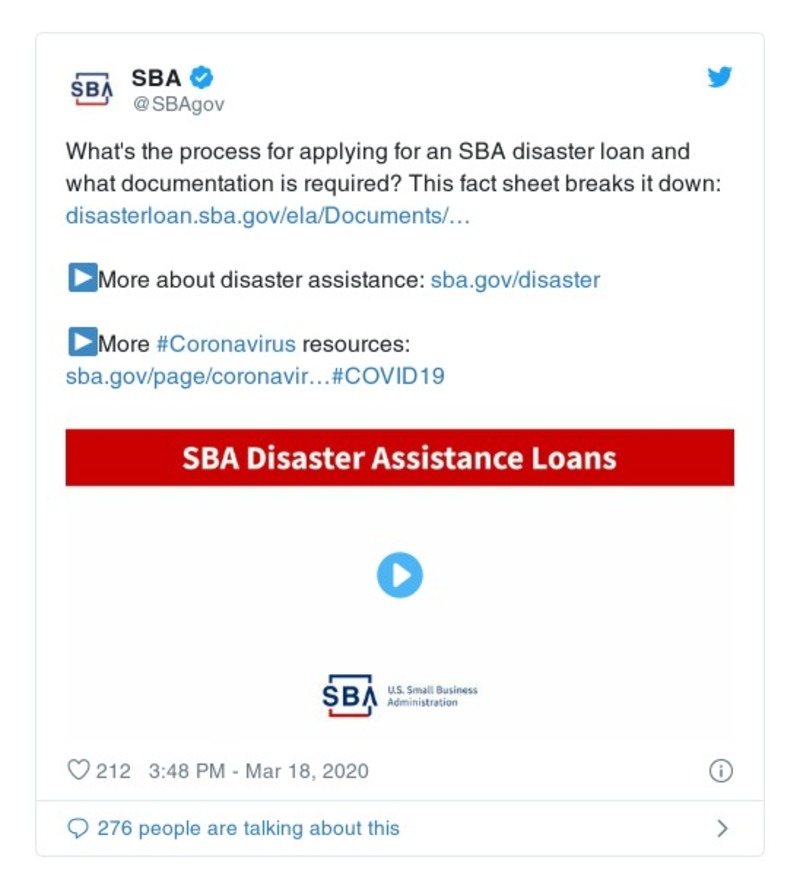 SBA
SBA
@SBAgov
What's the process for applying for an SBA disaster loan and
what documentation is required? This fact sheet breaks it down:
disasterloan.sba.gov/ela/Documents/…
More about disaster assistance: sba.gov/disaster
More #Coronavirus resources:
sba.gov/page/coronavir…#COVID19
SBA Disaster Assistance Loans
SBA U.S. Small Business
Administration
212 3:48 PM - Mar 18, 2020
276 people are talking about this